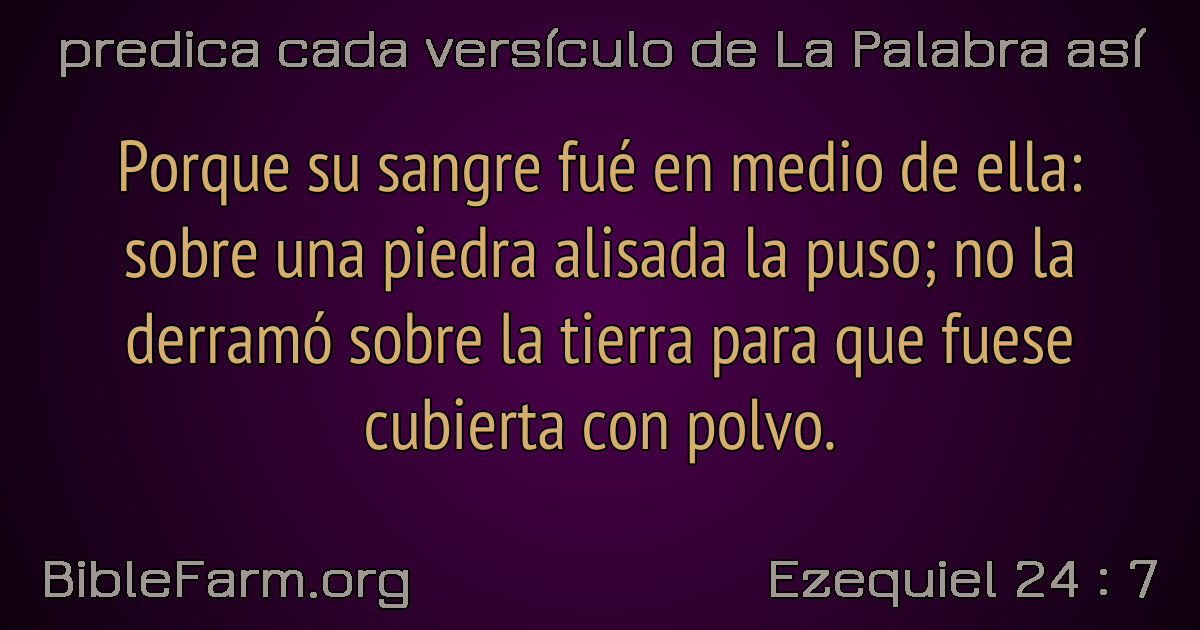 predica cada versículo de La Palabra así
Porque su sangre fué en medio de ella:
sobre una piedra alisada la puso; no la
derramó sobre la tierra para que fuese
cubierta con polvo.
BibleFarm.org
Ezequiel 24 : 7